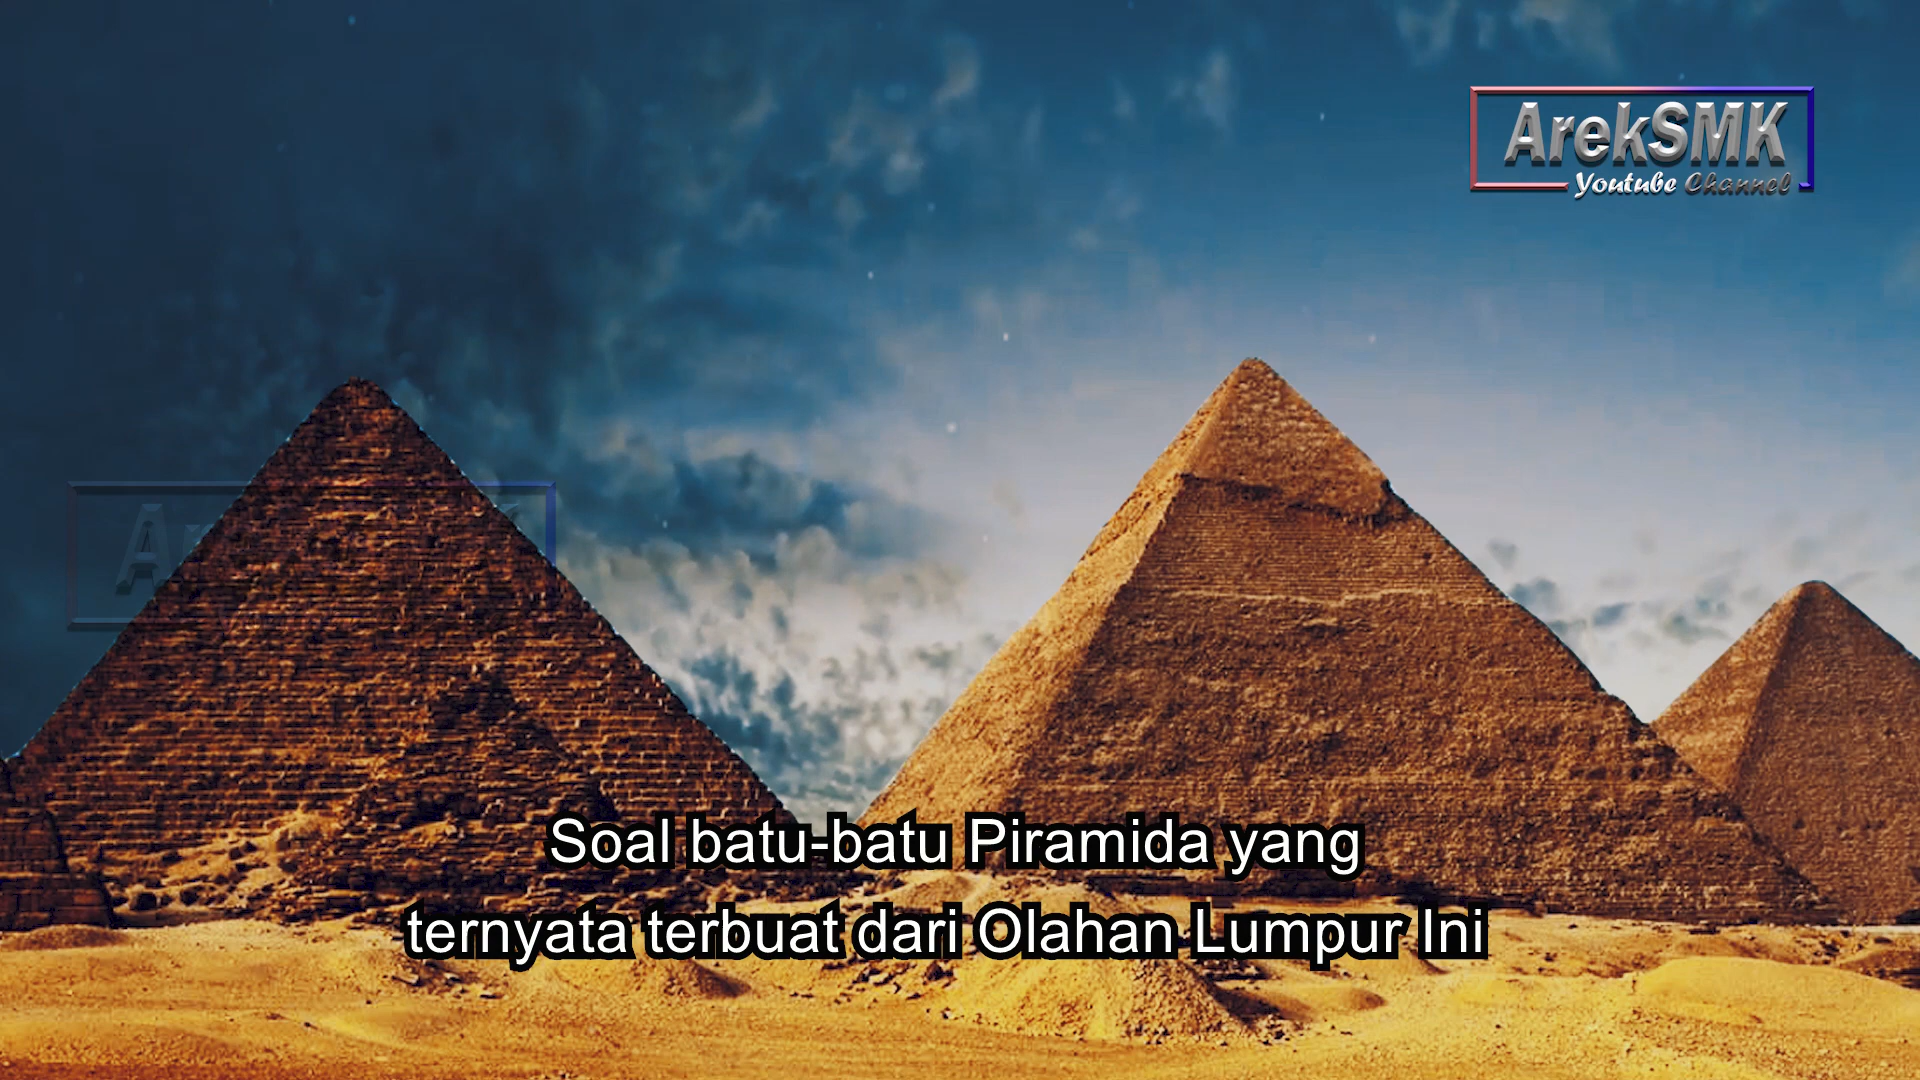 ArekSMK
Youtube Channel
Soal batu-batu Piramida yang
ternyata terbuat dari Olahan Lumpur Ini